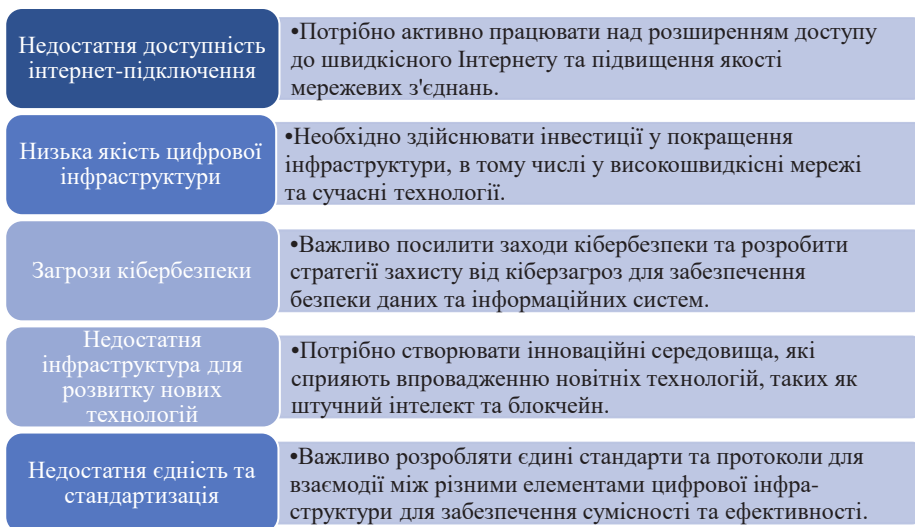 Недостатня доступність
інтернет-підключення
•Потрібно активно працювати над розширенням доступу
до швидкісного Інтернету та підвищення якості
мережевих з'єднань.
Низька якість цифрової
інфраструктури
•Необхідно здійснювати інвестиції у покращення
інфраструктури, в тому числі у високошвидкісні мережі
та сучасні технології.
Загрози кібербезпеки
•Важливо посилити заходи кібербезпеки та розробити
стратегії захисту від кіберзагроз для забезпечення
безпеки даних та інформаційних систем.
Недостатня
інфраструктура для
розвитку нових
технологій
•Потрібно створювати інноваційні середовища, які
сприяють впровадженню новітніх технологій, таких як
штучний інтелект та блокчейн.
Недостатня єдність та
стандартизація
•Важливо розробляти єдині стандарти та протоколи для
взаємодії між різними елементами цифрової інфра-
структури для забезпечення сумісності та ефективності.